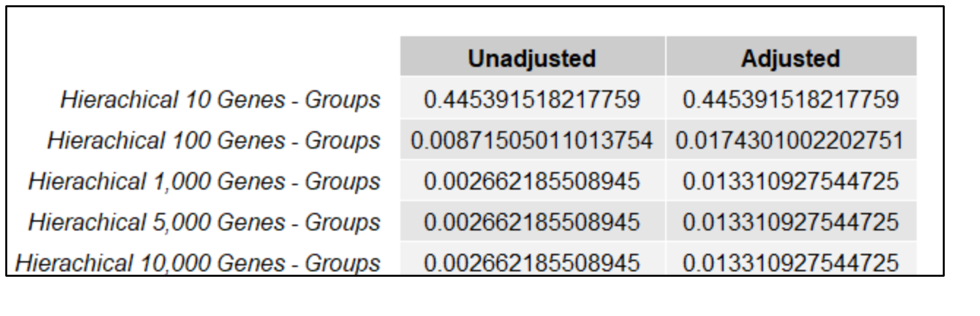 Unadjusted Adjusted
Hierachical 10 Genes - Groups 0.445391518217759 0.445391518217759
Hierachical 100 Genes - Groups 0.00871505011013754 0.0174301002202751
Hierachical 1,000 Genes - Groups 0.002662185508945 0.013310927544725
Hierachical 5,000 Genes - Groups 0.002662185508945 0.013310927544725
Hierachical 10,000 Genes - Groups 0.002662185508945 0.013310927544725